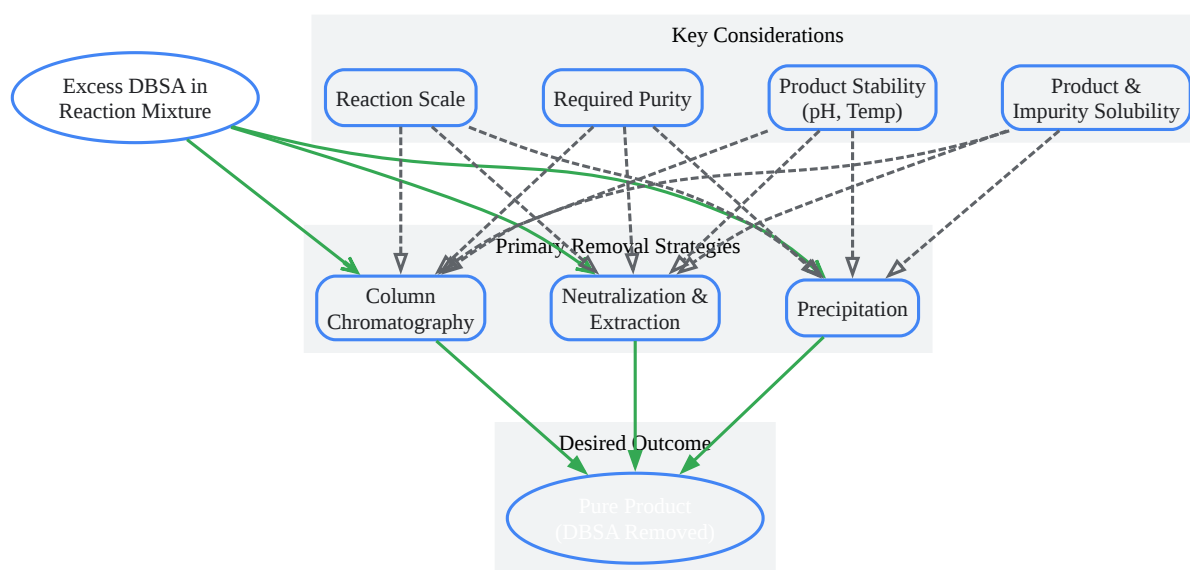 Key Considerations
Excess DBSA in
Reaction Mixture
Reaction Scale
Required Purity
Product Stability
(pH, Temp)
Product &
Impurity Solubility
Primary Removal Strategies
Column
Chromatography
Neutralization &
Extraction
Precipitation
Desired Outcome
Pure Product
(DBSA Removed)